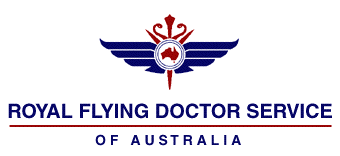 ROYAL FLYING DOCTOR SERVICE
OF AUSTRALIA